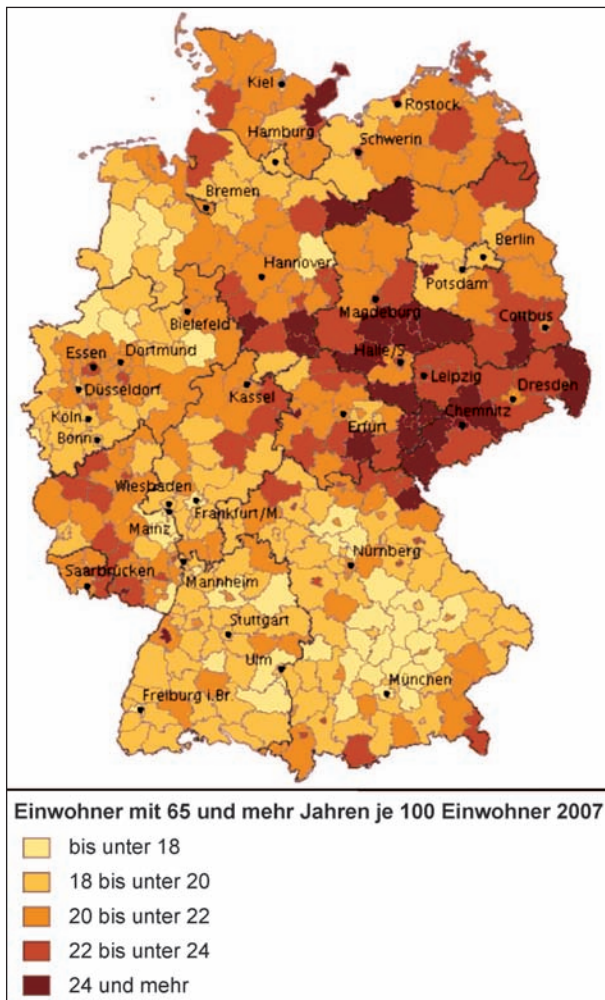 Kiel
Rostock
Hamburg
Schwerin
Bremen
Berlin
Hannover
Potsdam
Magdeburg
Bielefeld
Cottbus
Halle/S.
Essen
Dortmund
Leipzig
Düsseldorf
Kassel
Dresden
Köln
Erfurt
Chemnitz
Bonn
Wiesbaden
Frankfurt/M.
Mainz
Nürnberg
Saarbrücken
Mannheim
Stuttgart
Ulm
München
Freiburg i.Br.
Einwohner mit 65 und mehr Jahren je 100 Einwohner 2007
bis unter 18
18 bis unter 20
20 bis unter 22
22 bis unter 24
24 und mehr